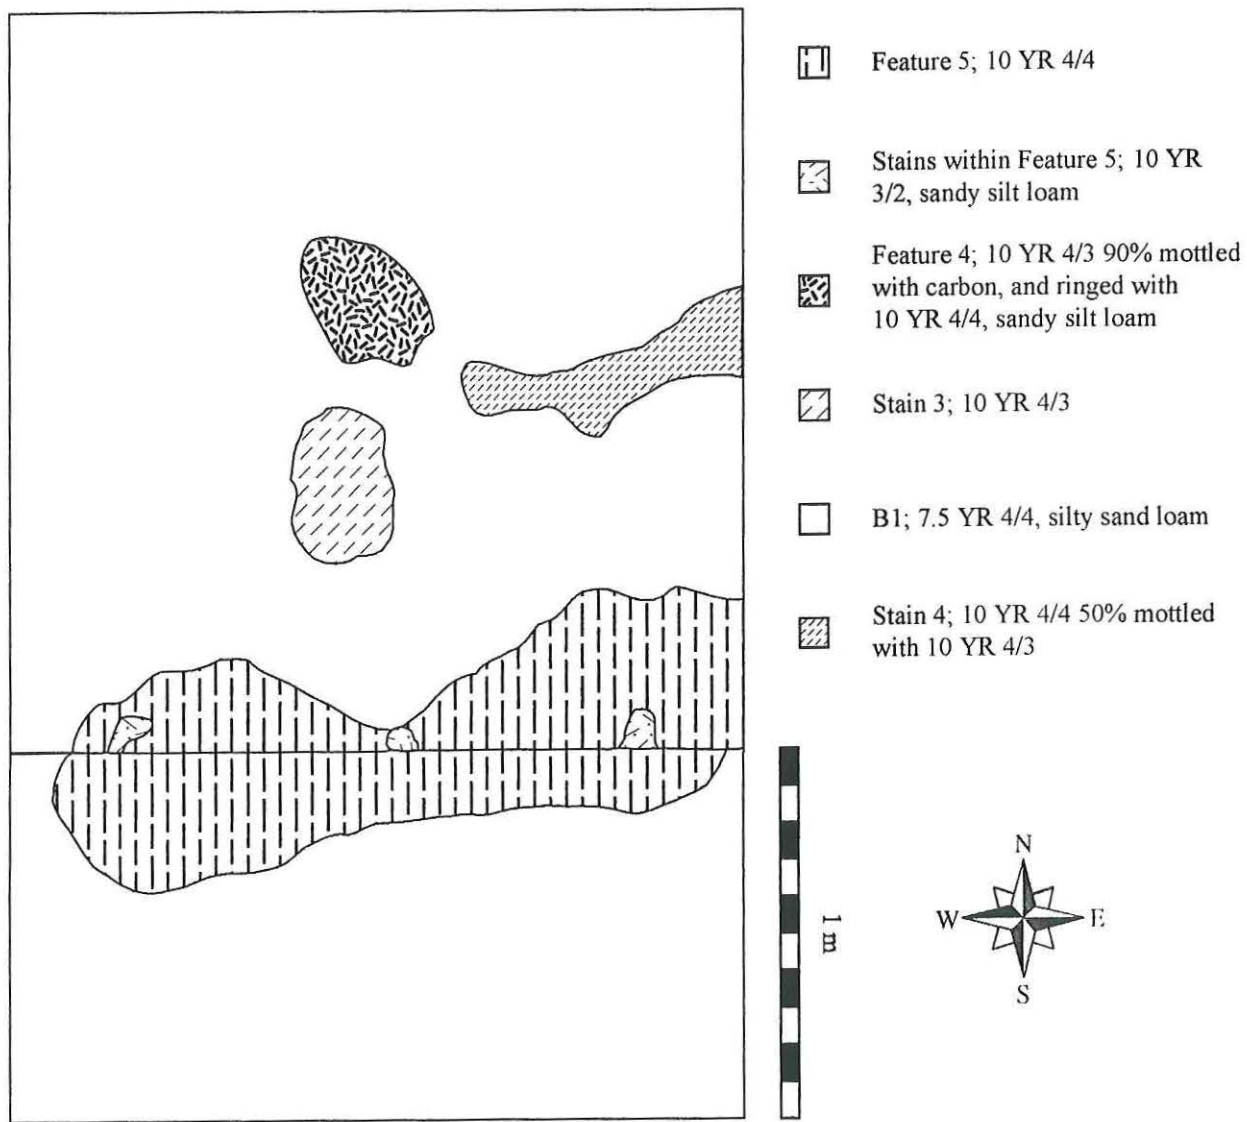 Feature 5; 10 YR 4/4
Stains within Feature 5; 10 YR
3/2, sandy silt loam
Feature 4; 10 YR 4/3 90% mottled
with carbon, and ringed with
10 YR 4/4, sandy silt loam
Stain 3; 10 YR 4/3
B1; 7.5 YR 4/4, silty sand loam
Stain 4; 10 YR 4/4 50% mottled
with 10 YR 4/3
1 m
N
W E
S